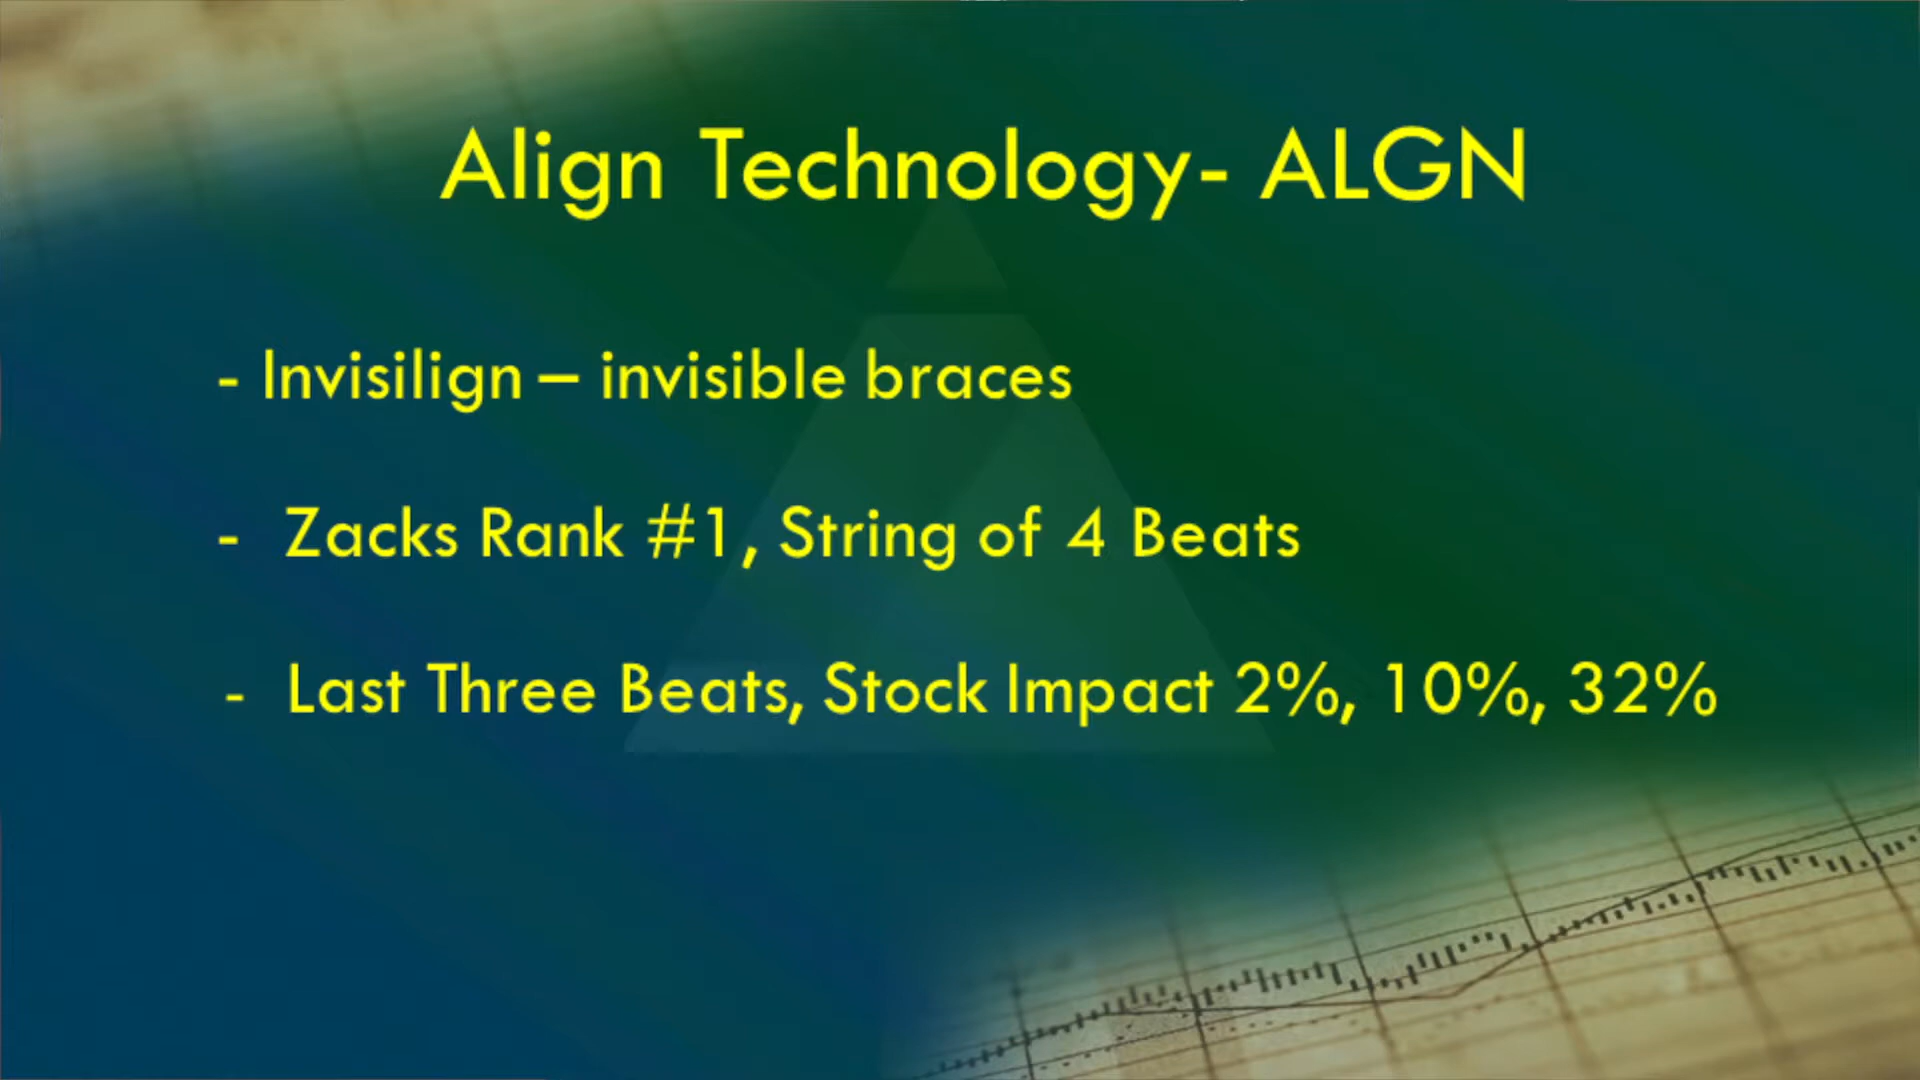 Align Technology- ALGN
- Invisilign – invisible braces
- Zacks Rank #1, String of 4 Beats
- Last Three Beats, Stock Impact 2%, 10%, 32%